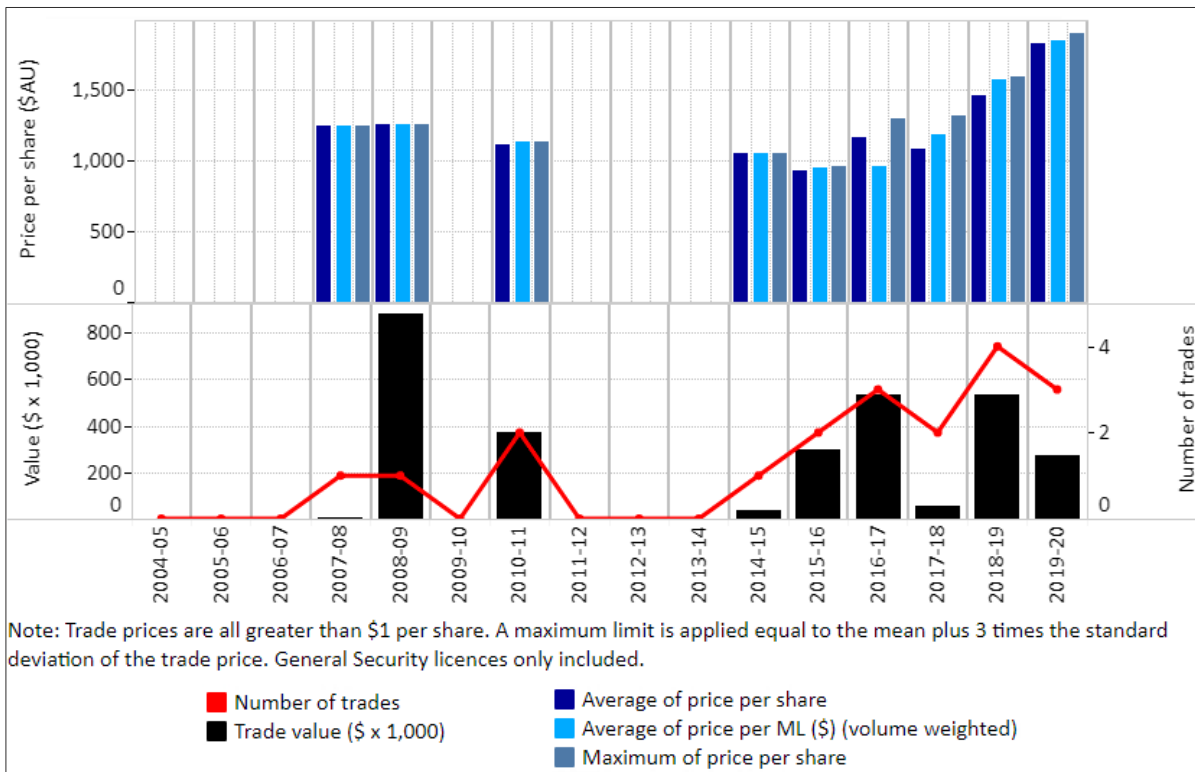 Price per share ($AU)
1,500
1,000
500
0
Value ($ x 1,000)
800
600
400
200
0
Number of trades
4
2
0
2004-05
2005-06
2006-07
2007-08
2008-09
2009-10
2010-11
2011-12
2012-13
2013-14
2014-15
2015-16
2016-17
2017-18
2018-19
2019-20
Note: Trade prices are all greater than $1 per share. A maximum limit is applied equal to the mean plus 3 times the standard
deviation of the trade price. General Security licences only included.
Number of trades
Trade value ($ x 1,000)
Average of price per share
Average of price per ML ($) (volume weighted)
Maximum of price per share